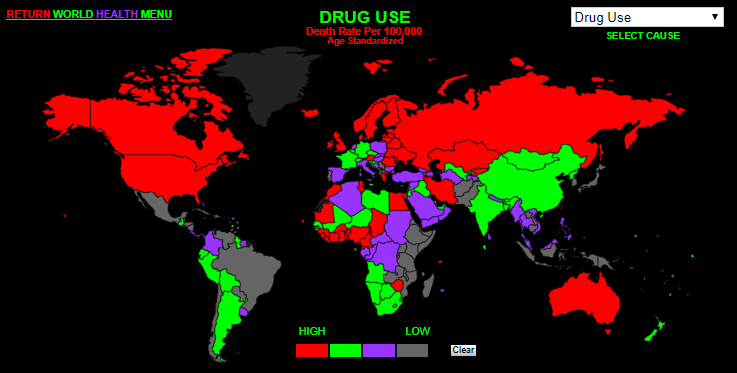 RETURN WORLD HEALTH MENU
DRUG USE
Death Rate Per 100,000
Age Standardized
Drug Use
SELECT CAUSE
HIGH LOW
Clear